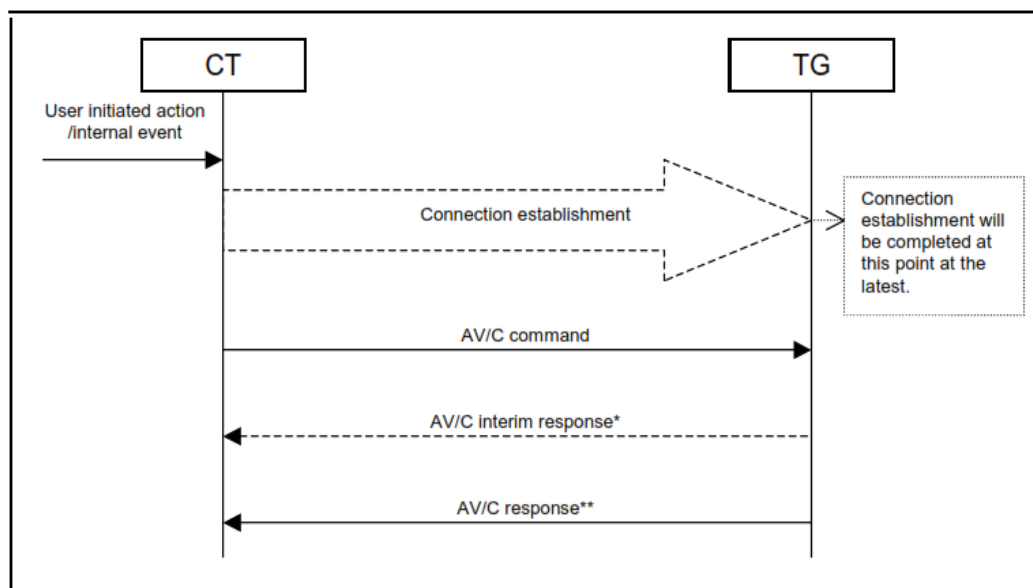 CT
TG
User initiated action
/internal event
Connection establishment
Connection
establishment will
be completed at
this point at the
latest.
AV/C command
AV/C interim response*
AV/C response**